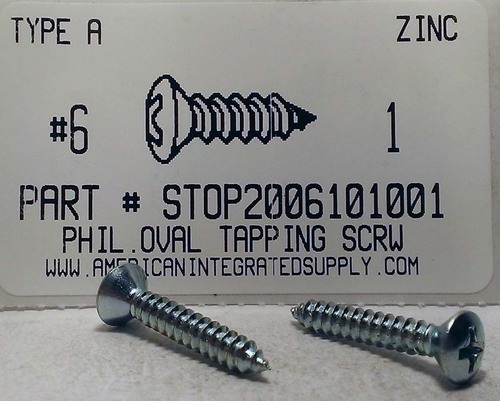 TYPE A ZINC
#6 1
PART # STOP2006101001
PHIL.OVAL TAPPING SCRW
WWW.AMERICANINTEGRATEDSUPPLY.COM